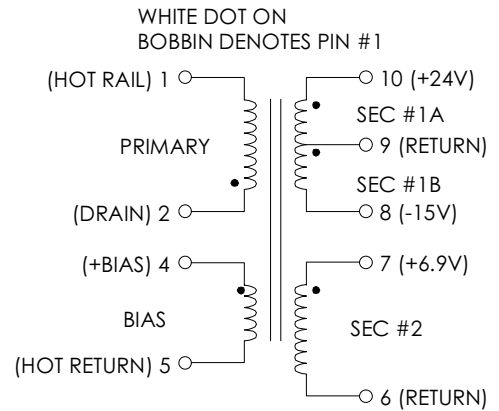 WHITE DOT ON
BOBBIN DENOTES PIN #1
(HOT RAIL) 1
10 (+24V)
SEC #1A
PRIMARY
9 (RETURN)
SEC #1B
(DRAIN) 2
8 (-15V)
(+BIAS) 4
7 (+6.9V)
BIAS
SEC #2
(HOT RETURN) 5
6 (RETURN)